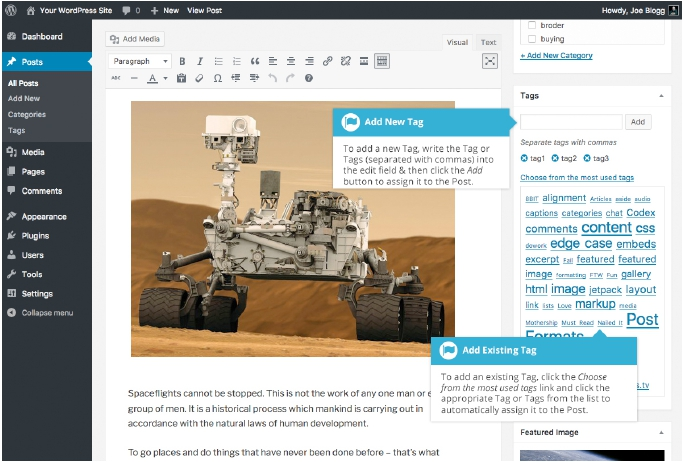 Your WordPress Site 0 + New View Post Howdy, Joe Blogg
Dashboard
Posts
All Posts
Add New
Categories
Tags
Media
Pages
Comments
Appearance
Plugins
Users
Tools
Settings
Collapse menu
Add Media
Visual Text
Paragraph
B I
ABC A
Spaceflights cannot be stopped. This is not the work of any one man or e
group of men. It is a historical process which mankind is carrying out in
accordance with the natural laws of human development.
To go places and do things that have never been done before – that's what
Add New Tag
To add a new Tag, write the Tag or
Tags (separated with commas) into
the edit field & then click the Add
button to assign it to the Post.
broder
buying
+ Add New Category
Tags
Add
Separate tags with commas
tag1 tag2 tag3
Choose from the most used tags
8BIT alignment Articles aside audio
captions categories chat Codex
comments content css
dework edge case embeds
excerpt Fail featured featured
image formatting FTW Fun gallery
html image jetpack layout
link lists Love markup media
Mothership Must Read Nailed It Post
Formats
s.tv
Add Existing Tag
To add an existing Tag, click the Choose
from the most used tags link and click the
appropriate Tag or Tags from the list to
automatically assign it to the Post.
Featured Image